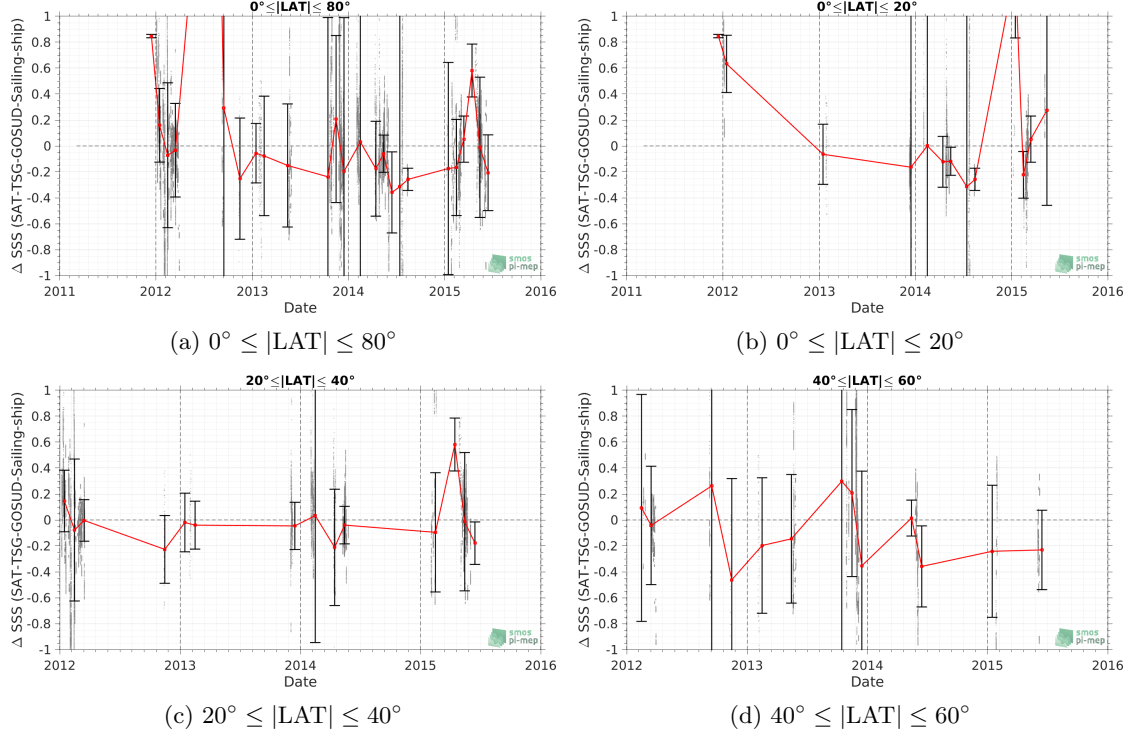 0°≤|LAT|≤ 80°
Δ SSS (SAT-TSG-GOSUD-Sailing-ship)
1
0.8
0.6
0.4
0.2
0
-0.2
-0.4
-0.6
-0.8
-1
2011 2012 2013 2014 2015 2016
Date
smos
pi-mep
(a) 0° ≤ |LAT| ≤ 80°
0°≤|LAT|≤ 20°
Δ SSS (SAT-TSG-GOSUD-Sailing-ship)
1
0.8
0.6
0.4
0.2
0
-0.2
-0.4
-0.6
-0.8
-1
2011 2012 2013 2014 2015 2016
Date
smos
pi-mep
(b) 0° ≤ |LAT| ≤ 20°
20°≤|LAT|≤ 40°
Δ SSS (SAT-TSG-GOSUD-Sailing-ship)
1
0.8
0.6
0.4
0.2
0
-0.2
-0.4
-0.6
-0.8
-1
2012 2013 2014 2015 2016
Date
smos
pi-mep
(c) 20° ≤ |LAT| ≤ 40°
40°≤|LAT|≤ 60°
Δ SSS (SAT-TSG-GOSUD-Sailing-ship)
1
0.8
0.6
0.4
0.2
0
-0.2
-0.4
-0.6
-0.8
-1
2012 2013 2014 2015 2016
Date
smos
pi-mep
(d) 40° ≤ |LAT| ≤ 60°